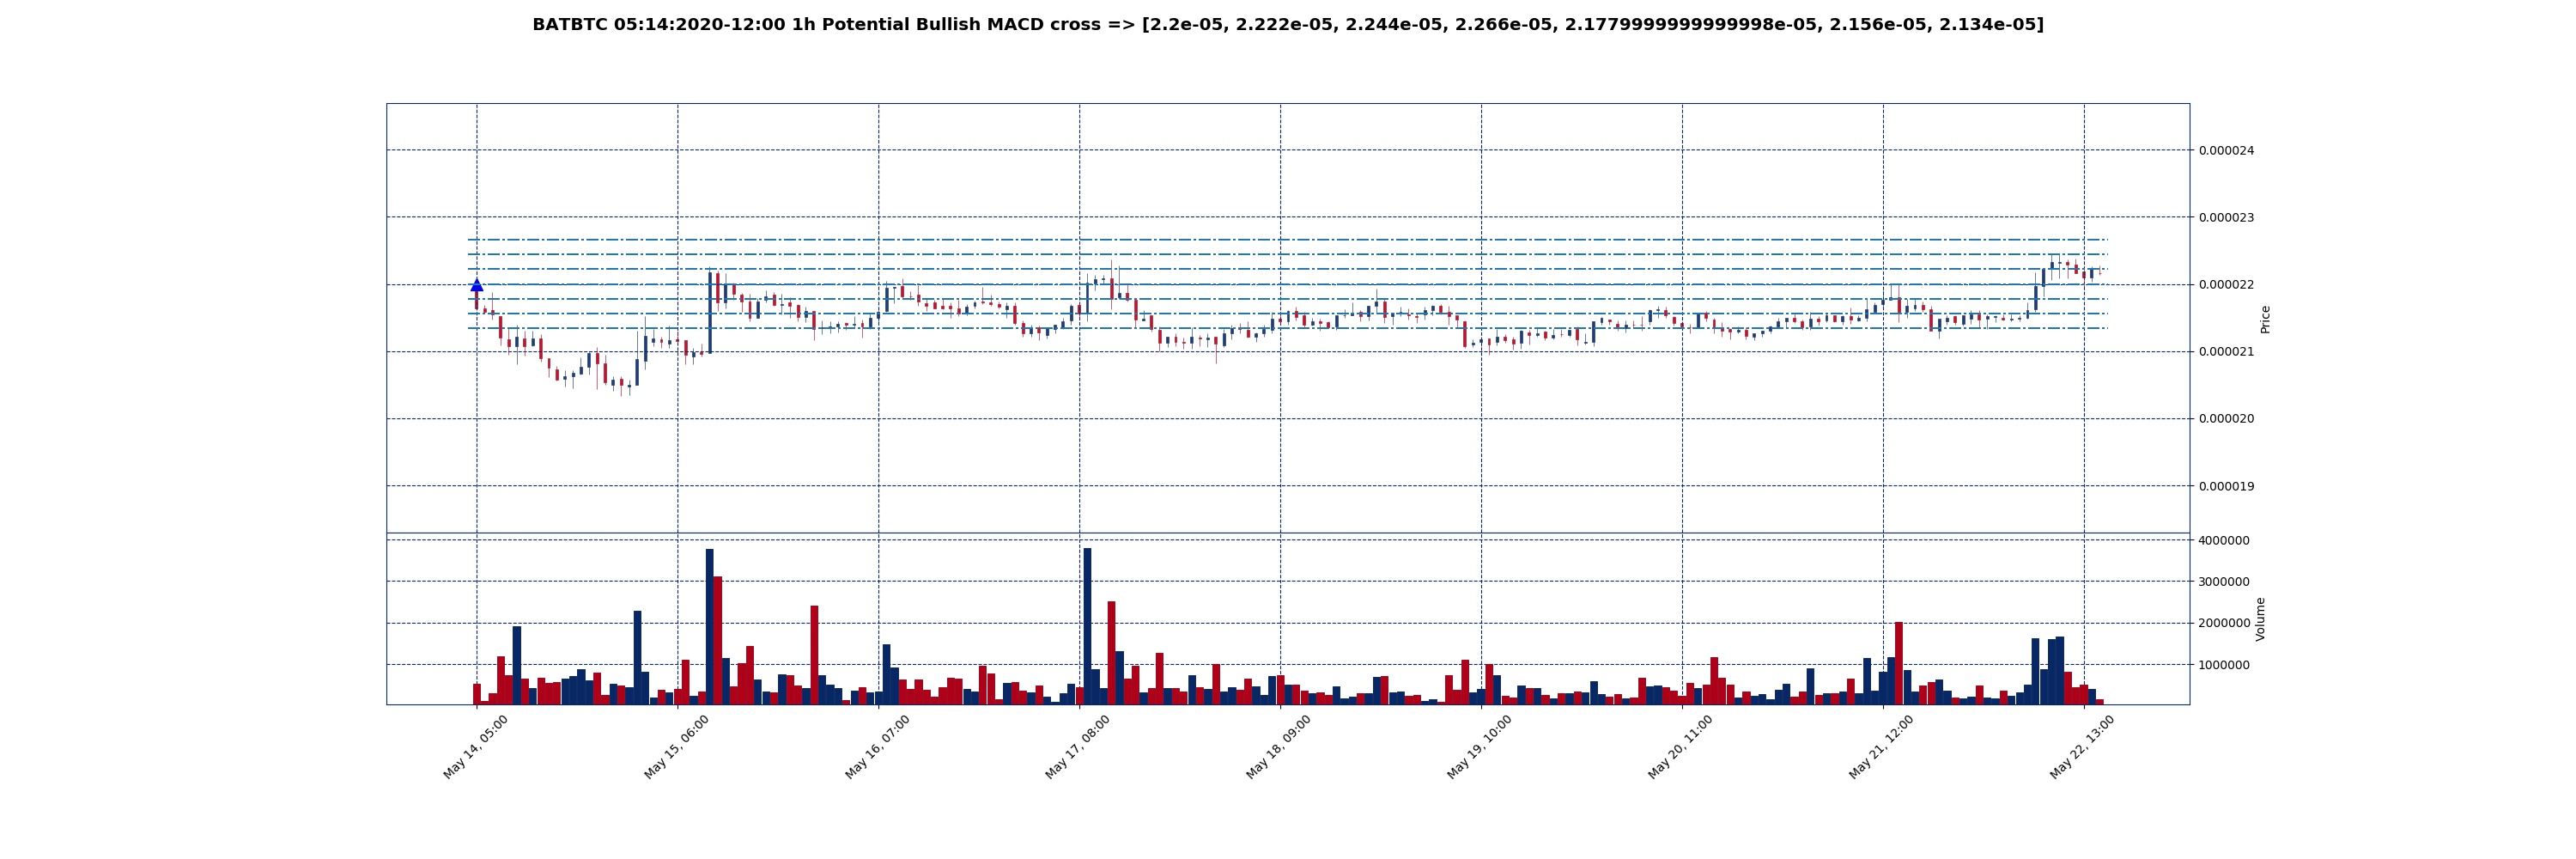 BATBTC 05:14:2020-12:00 1h Potential Bullish MACD cross => [2.2e-05, 2.222e-05, 2.244e-05, 2.266e-05, 2.1779999999999998e-05, 2.156e-05, 2.134e-05]
0.000024
0.000023
0.000022
0.000021
0.000020
0.000019
Price
4000000
3000000
2000000
1000000
Volume
May 14, 05:00
May 15, 06:00
May 16, 07:00
May 17, 08:00
May 18, 09:00
May 19, 10:00
May 20, 11:00
May 21, 12:00
May 22, 13:00